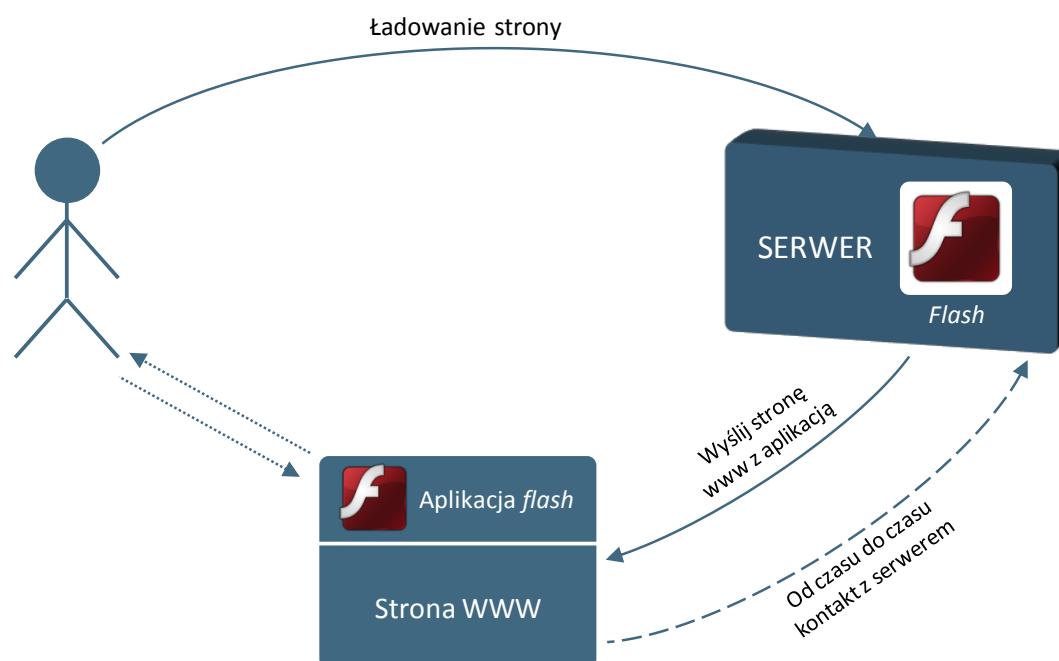 Ładowanie strony
SERWER
Flash
Wyślij stronę
www z aplikacją
Od czasu do czasu
kontakt z serwerem
Aplikacja flash
Strona WWW